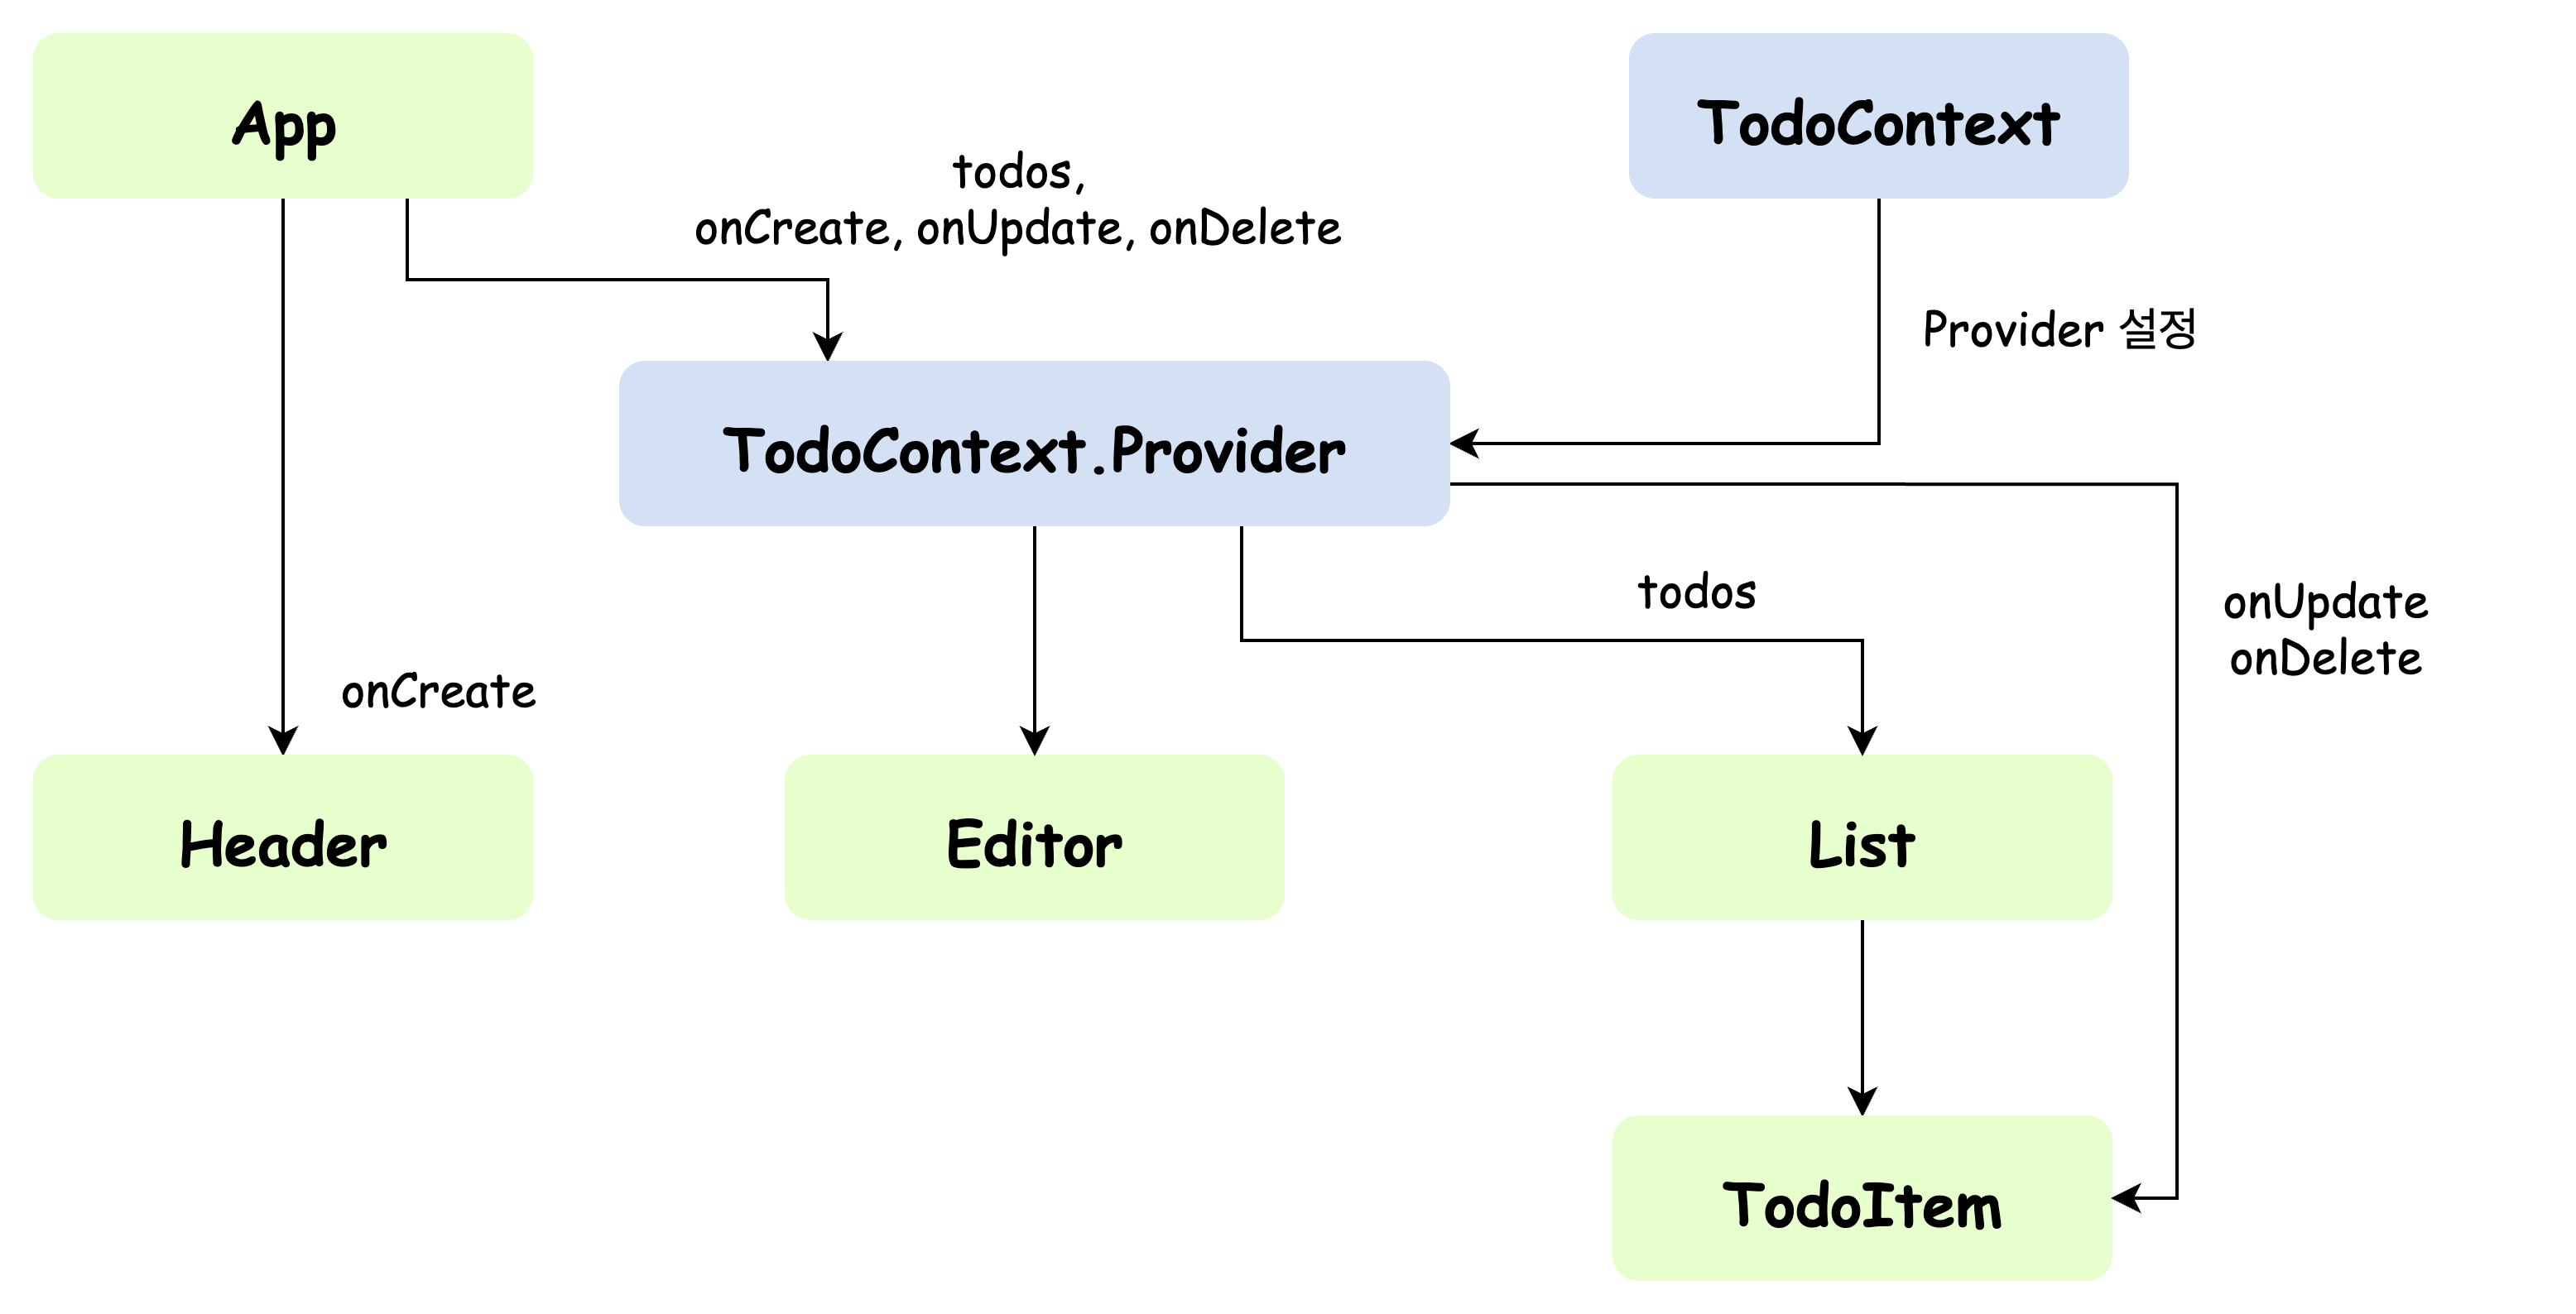 App
TodoContext
todos,
onCreate, onUpdate, onDelete
Provider 설정
TodoContext.Provider
todos
onUpdate
onDelete
onCreate
Header
Editor
List
TodoItem